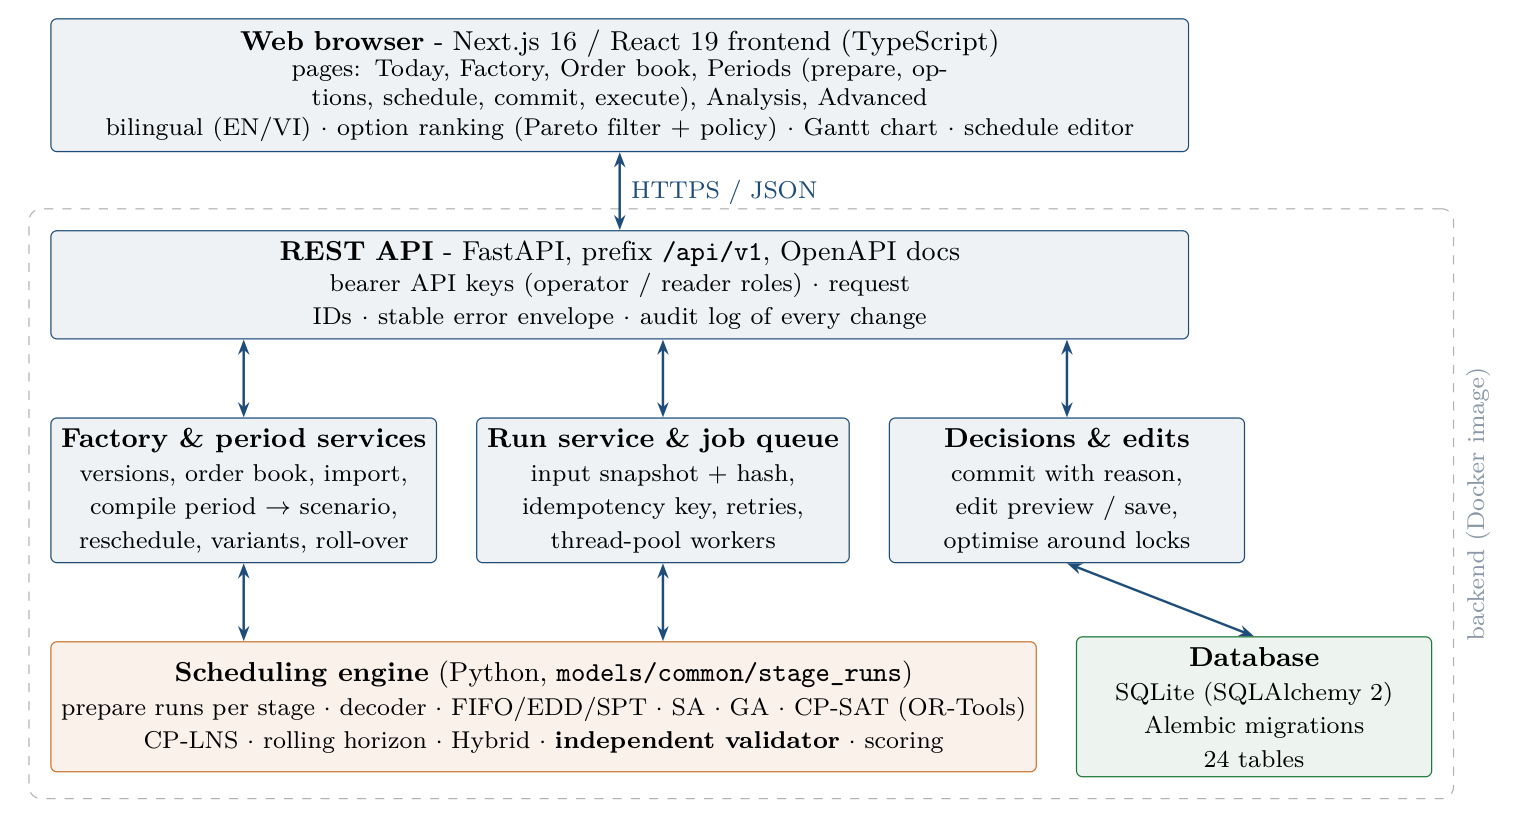 Web browser - Next.js 16 / React 19 frontend (TypeScript)
pages: Today, Factory, Order book, Periods (prepare, op-
tions, schedule, commit, execute), Analysis, Advanced
bilingual (EN/VI) · option ranking (Pareto filter + policy) · Gantt chart · schedule editor
HTTPS / JSON
REST API - FastAPI, prefix /api/v1, OpenAPI docs
bearer API keys (operator / reader roles) · request
IDs · stable error envelope · audit log of every change
Factory & period services
versions, order book, import,
compile period → scenario,
reschedule, variants, roll-over
Run service & job queue
input snapshot + hash,
idempotency key, retries,
thread-pool workers
Decisions & edits
commit with reason,
edit preview / save,
optimise around locks
Scheduling engine (Python, models/common/stage_runs)
prepare runs per stage · decoder · FIFO/EDD/SPT · SA · GA · CP-SAT (OR-Tools)
CP-LNS · rolling horizon · Hybrid · independent validator · scoring
Database
SQLite (SQLAlchemy 2)
Alembic migrations
24 tables
backend (Docker image)